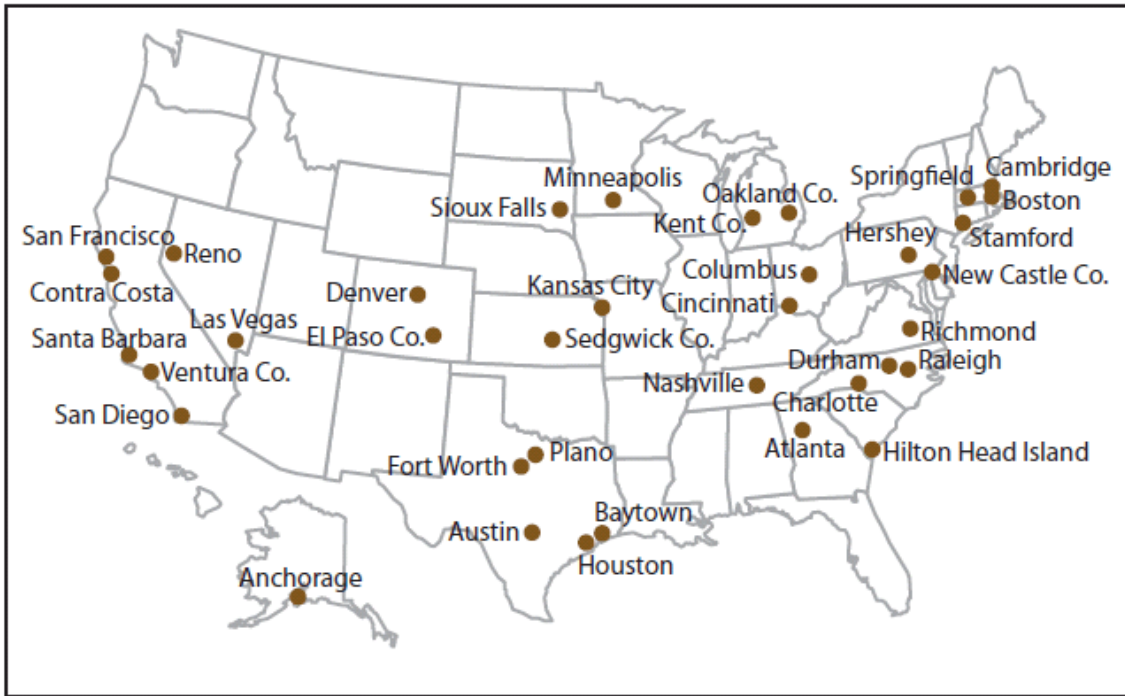 Minneapolis
Oakland Co.
Springfield
Cambridge
Sioux Falls
Kent Co.
Boston
San Francisco
Reno
Hershey
Stamford
Contra Costa
Denver
Kansas City
Columbus
New Castle Co.
Cincinnati
Santa Barbara
Las Vegas
El Paso Co.
Sedgwick Co.
Richmond
Ventura Co.
Nashville
Durham
Raleigh
San Diego
Charlotte
Fort Worth
Plano
Atlanta
Hilton Head Island
Austin
Baytown
Houston
Anchorage